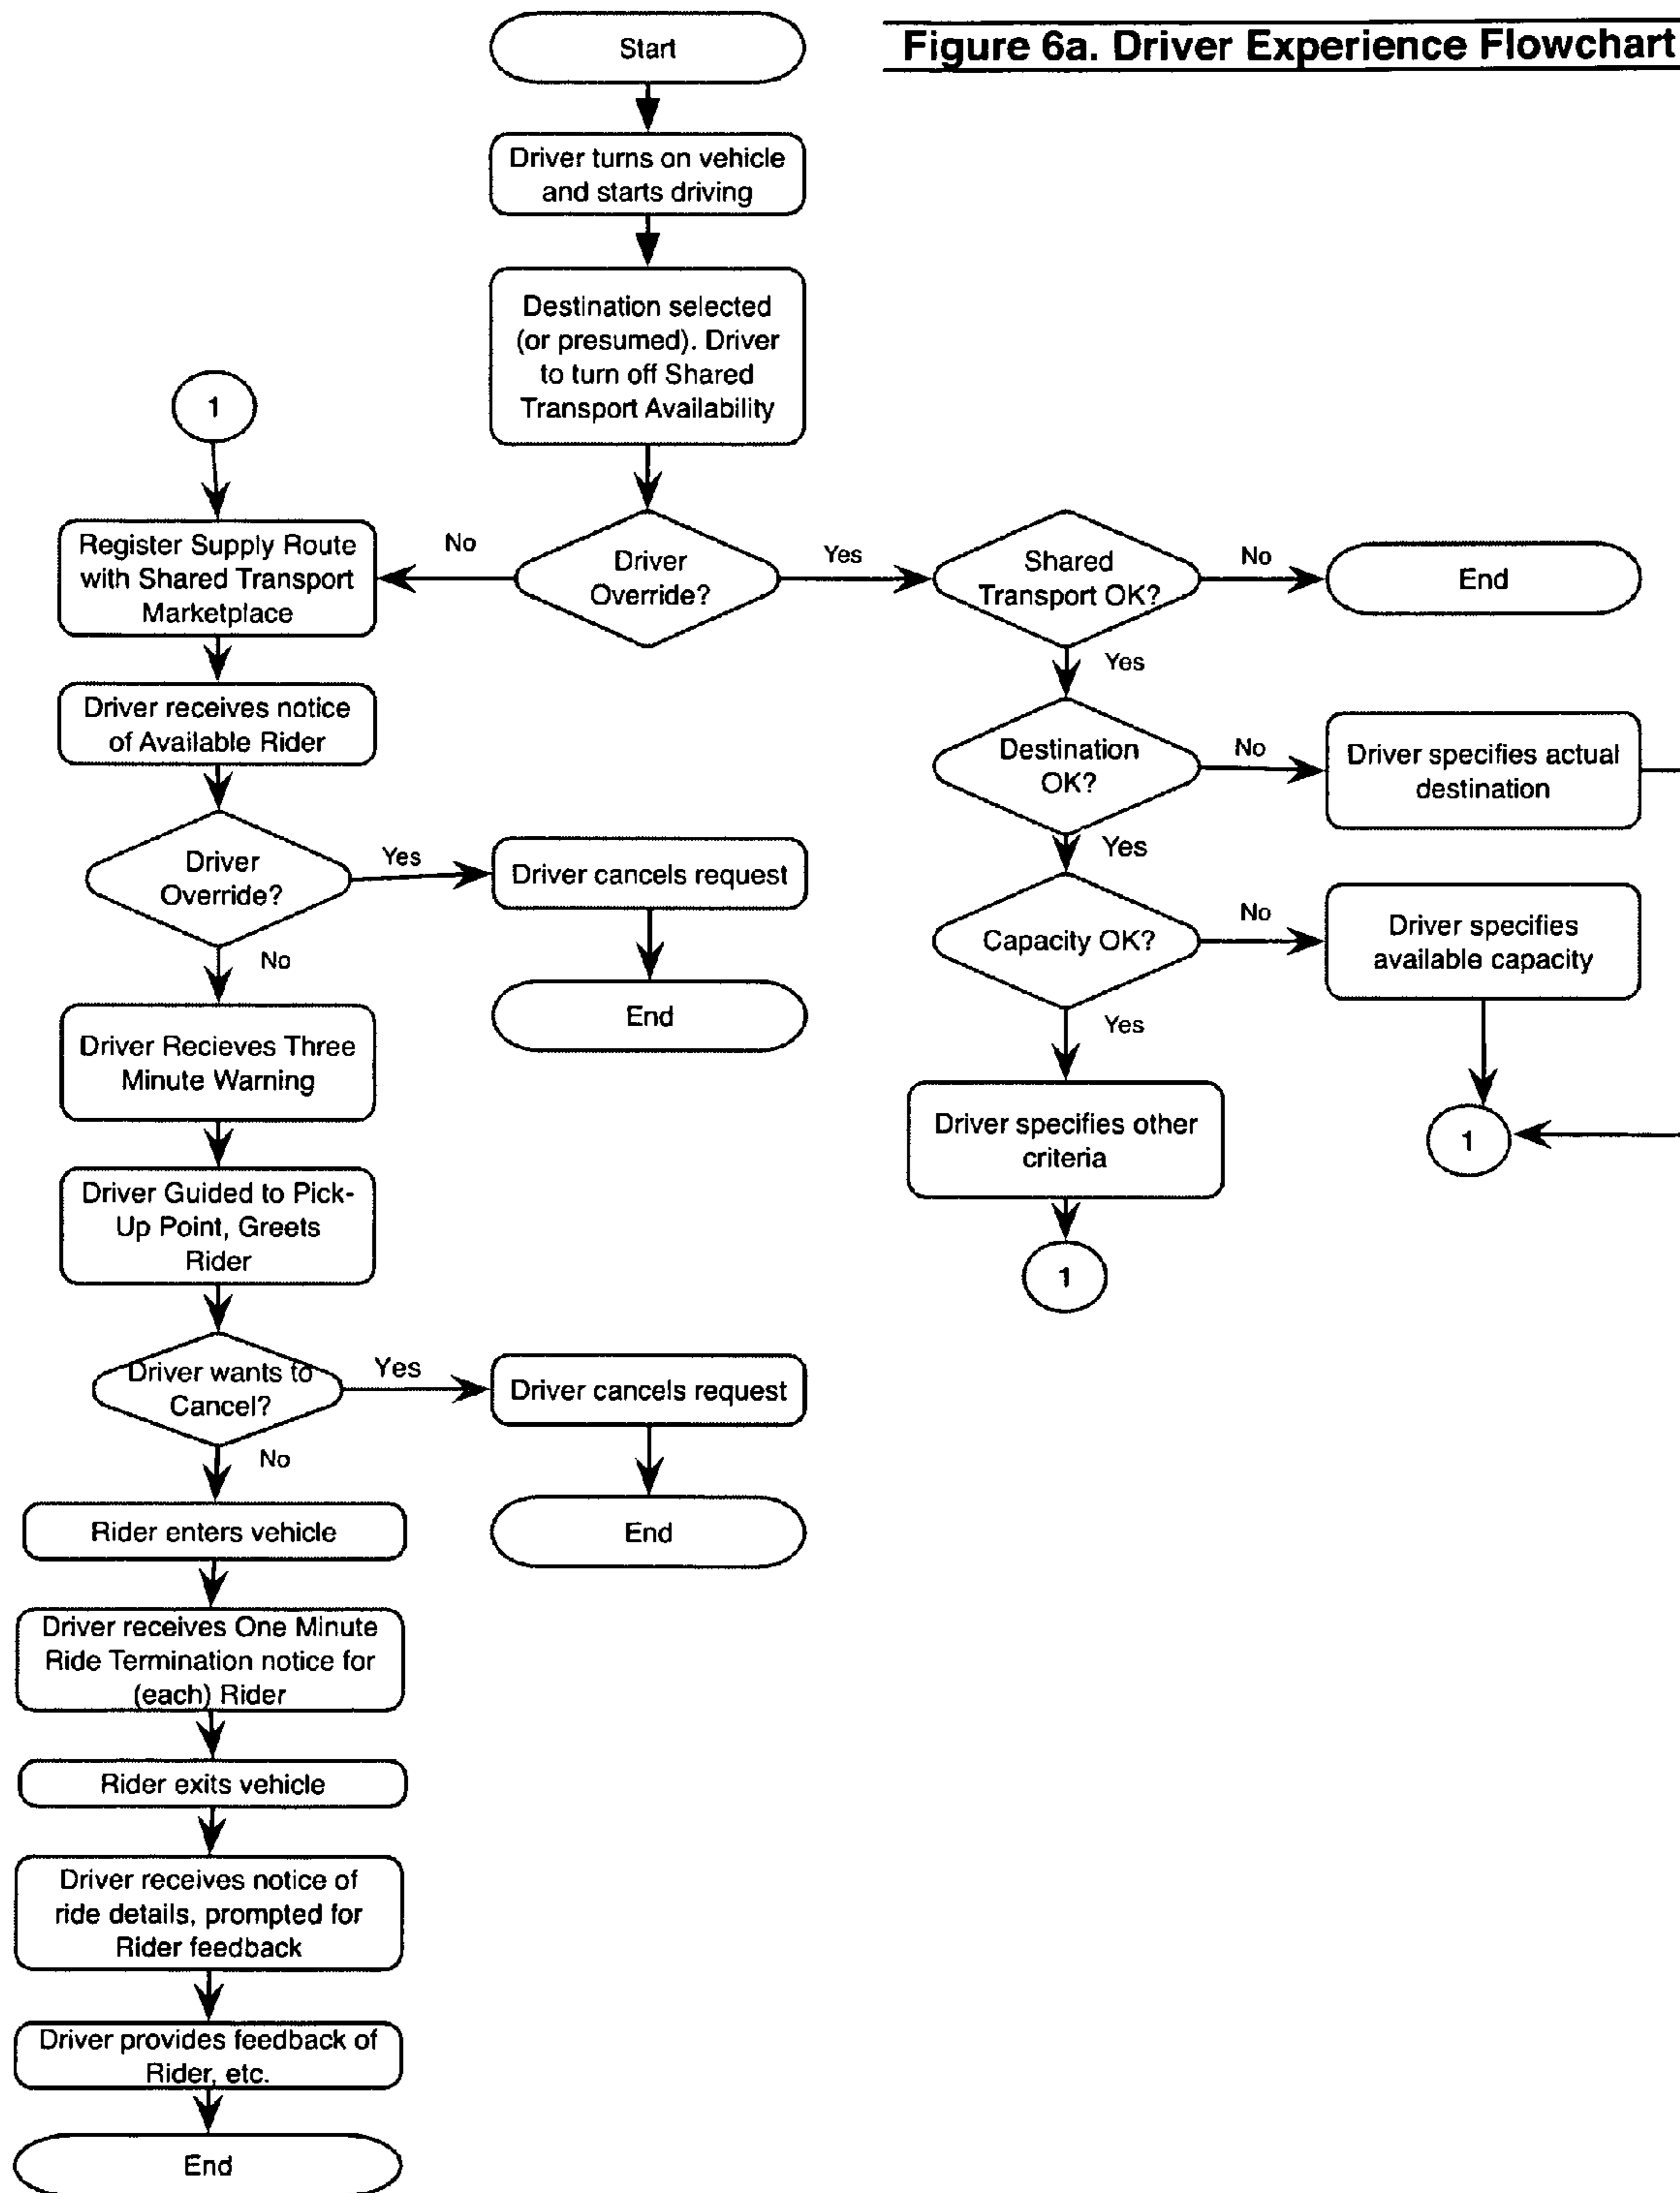 Figure 6a. Driver Experience Flowchart
Start
Driver turns on vehicle
and starts driving
Destination selected
(or presumed). Driver
to turn off Shared
Transport Availability
1
Register Supply Route
with Shared Transport
Marketplace
No
Driver
Override?
Yes
Shared
Transport OK?
No
End
Yes
Driver receives notice
of Available Rider
Destination
OK?
No
Driver specifies actual
destination
Yes
Driver
Override?
Yes
Driver cancels request
No
End
Capacity OK?
No
Driver specifies
available capacity
Yes
1
Driver specifies other
criteria
1
Driver Recieves Three
Minute Warning
Driver Guided to Pick-
Up Point, Greets
Rider
Driver wants to
Cancel?
Yes
Driver cancels request
No
End
Rider enters vehicle
Driver receives One Minute
Ride Termination notice for
(each) Rider
Rider exits vehicle
Driver receives notice of
ride details, prompted for
Rider feedback
Driver provides feedback of
Rider, etc.
End